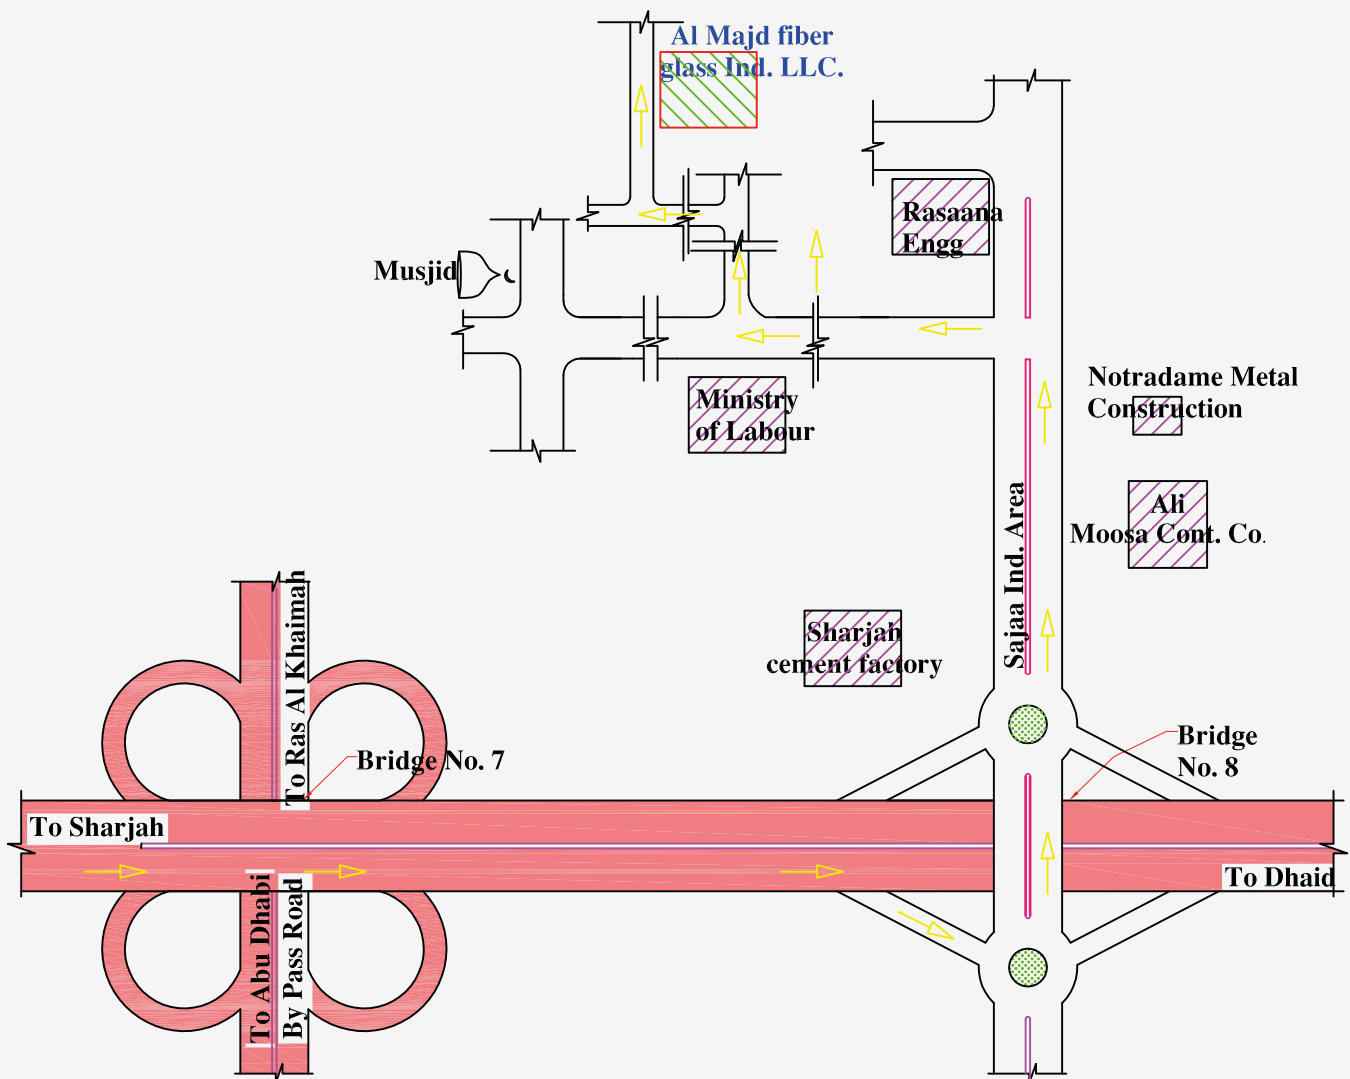 Al Majd fiber
glass Ind. LLC.
Rasaana
Engg
Musjid
Notradame Metal
Construction
Ministry
of Labour
Sajaa Ind. Area
Ali
Moosa Cont. Co.
Sharjah
cement factory
To Ras Al Khaimah
Bridge No. 7
Bridge
No. 8
To Sharjah
To Dhaid
To Abu Dhabi
By Pass Road